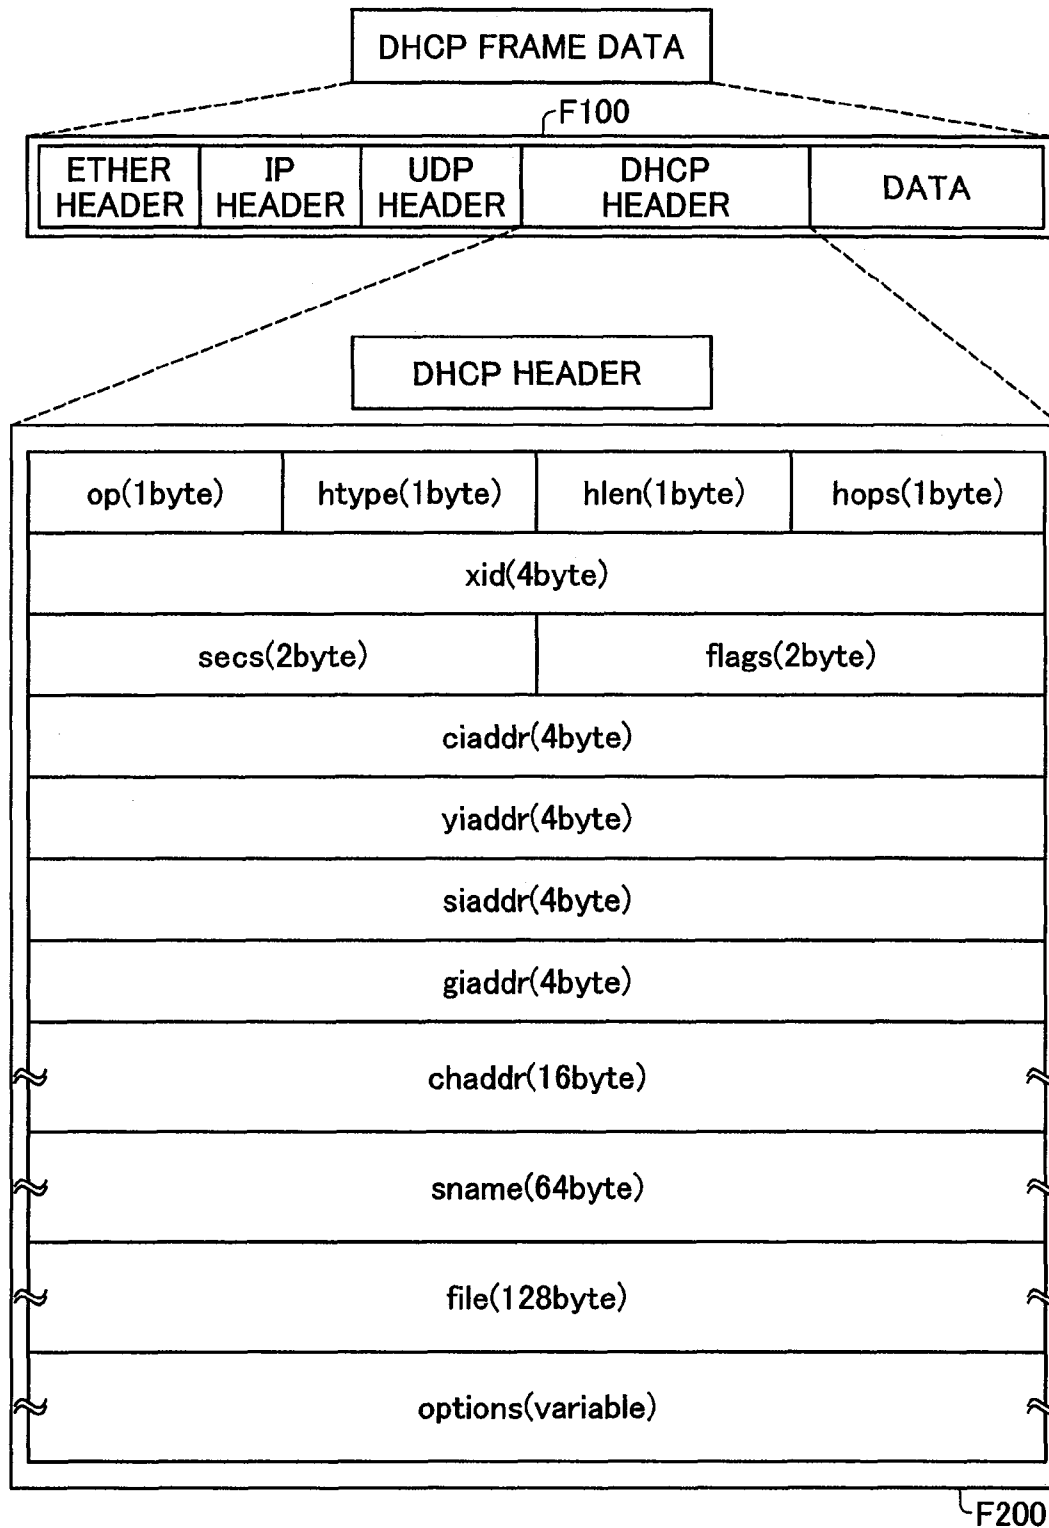 DHCP FRAME DATA
F100
ETHER HEADER IP HEADER UDP HEADER DHCP HEADER DATA
DHCP HEADER
op(1byte) htype(1byte) hlen(1byte) hops(1byte)
xid(4byte)
secs(2byte) flags(2byte)
ciaddr(4byte)
yiaddr(4byte)
siaddr(4byte)
giaddr(4byte)
chaddr(16byte)
sname(64byte)
file(128byte)
options(variable)
F200